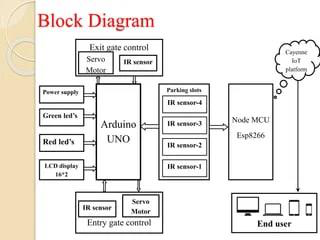 Block Diagram
Exit gate control
Servo
Motor
IR sensor
Cayenne
IoT
platform
Power supply
Green led's
Red led's
LCD display
16*2
Arduino
UNO
Parking slots
IR sensor-4
IR sensor-3
IR sensor-2
IR sensor-1
Node MCU
Esp8266
IR sensor
Servo
Motor
Entry gate control
End user